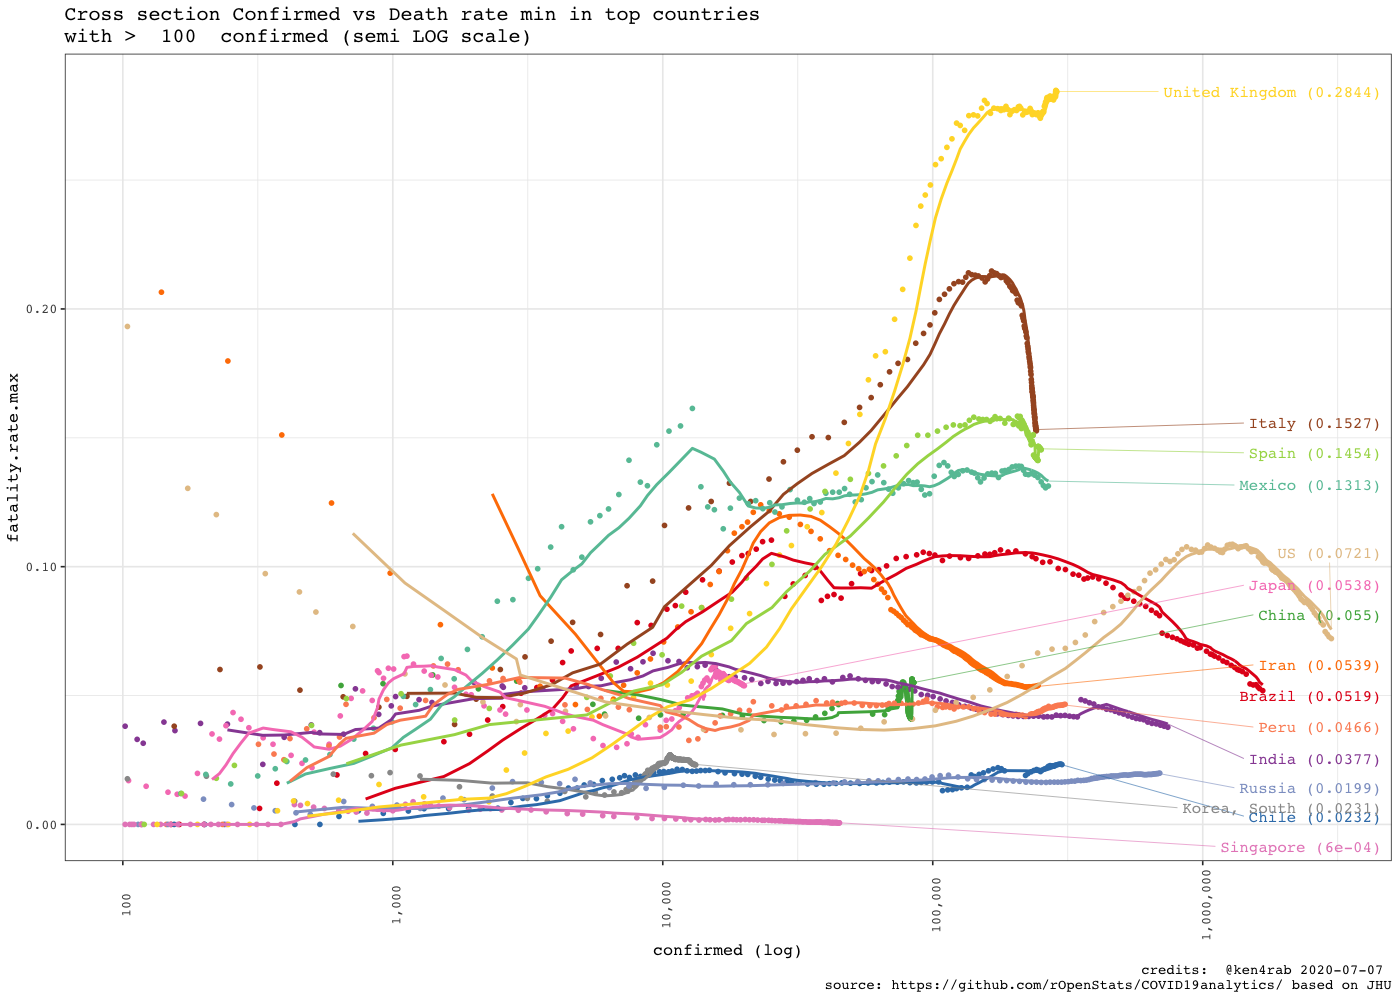 Cross section Confirmed vs Death rate min in top countries
with >  100  confirmed (semi LOG scale)
fatality.rate.max
0.20
0.10
0.00
United Kingdom (0.2844)
Italy (0.1527)
Spain (0.1454)
Mexico (0.1313)
US (0.0721)
Japan (0.0538)
China (0.055)
Iran (0.0539)
Brazil (0.0519)
Peru (0.0466)
India (0.0377)
Russia (0.0199)
Korea, South (0.0231)
Chile (0.0232)
Singapore (6e-04)
100
1,000
10,000
100,000
1,000,000
confirmed (log)
credits:  @ken4rab 2020-07-07
source: https://github.com/rOpenStats/COVID19analytics/ based on JHU